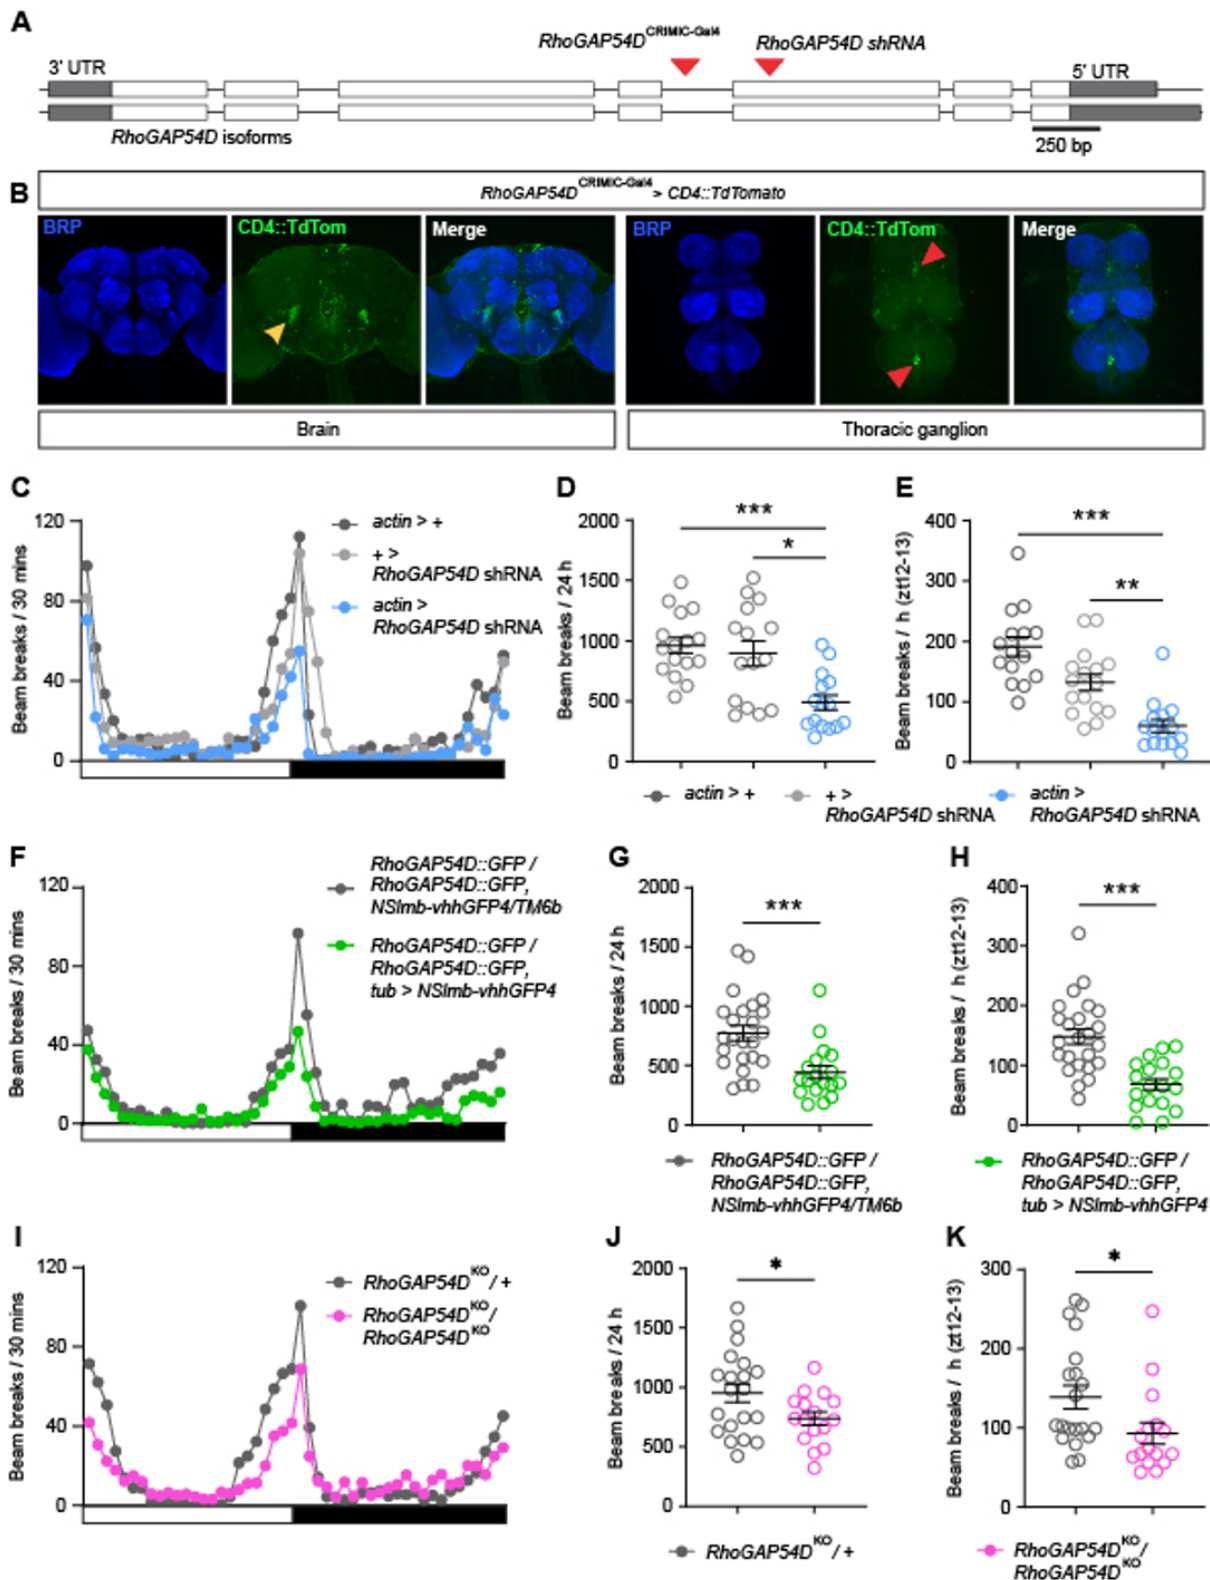 A
RhoGAP54D^CRIMIC-Gal4
RhoGAP54D shRNA
3' UTR
5' UTR
RhoGAP54D isoforms
250 bp
B
RhoGAP54D^CRIMIC-Gal4 > CD4::TdTomato
BRP
CD4::TdTom
Merge
BRP
CD4::TdTom
Merge
Brain
Thoracic ganglion
C
Beam breaks / 30 mins
120
80
40
0
actin > +
+ >
RhoGAP54D shRNA
actin >
RhoGAP54D shRNA
D
Beam breaks / 24 h
2000
1500
1000
500
0
***
*
E
Beam breaks / h (zt12-13)
400
300
200
100
0
***
**
actin > +
+ >
RhoGAP54D shRNA
actin >
RhoGAP54D shRNA
F
Beam breaks / 30 mins
120
80
40
0
RhoGAP54D::GFP /
RhoGAP54D::GFP,
NSlmb-vhhGFP4/TM6b
RhoGAP54D::GFP /
RhoGAP54D::GFP,
tub > NSlmb-vhhGFP4
G
Beam breaks / 24 h
2000
1500
1000
500
0
***
H
Beam breaks / h (zt12-13)
400
300
200
100
0
***
RhoGAP54D::GFP /
RhoGAP54D::GFP,
NSlmb-vhhGFP4/TM6b
RhoGAP54D::GFP /
RhoGAP54D::GFP,
tub > NSlmb-vhhGFP4
I
Beam breaks / 30 mins
120
80
40
0
RhoGAP54D^KO / +
RhoGAP54D^KO /
RhoGAP54D^KO
J
Beam breaks / 24 h
2000
1500
1000
500
0
*
K
Beam breaks / h (zt12-13)
300
200
100
0
*
RhoGAP54D^KO / +
RhoGAP54D^KO /
RhoGAP54D^KO